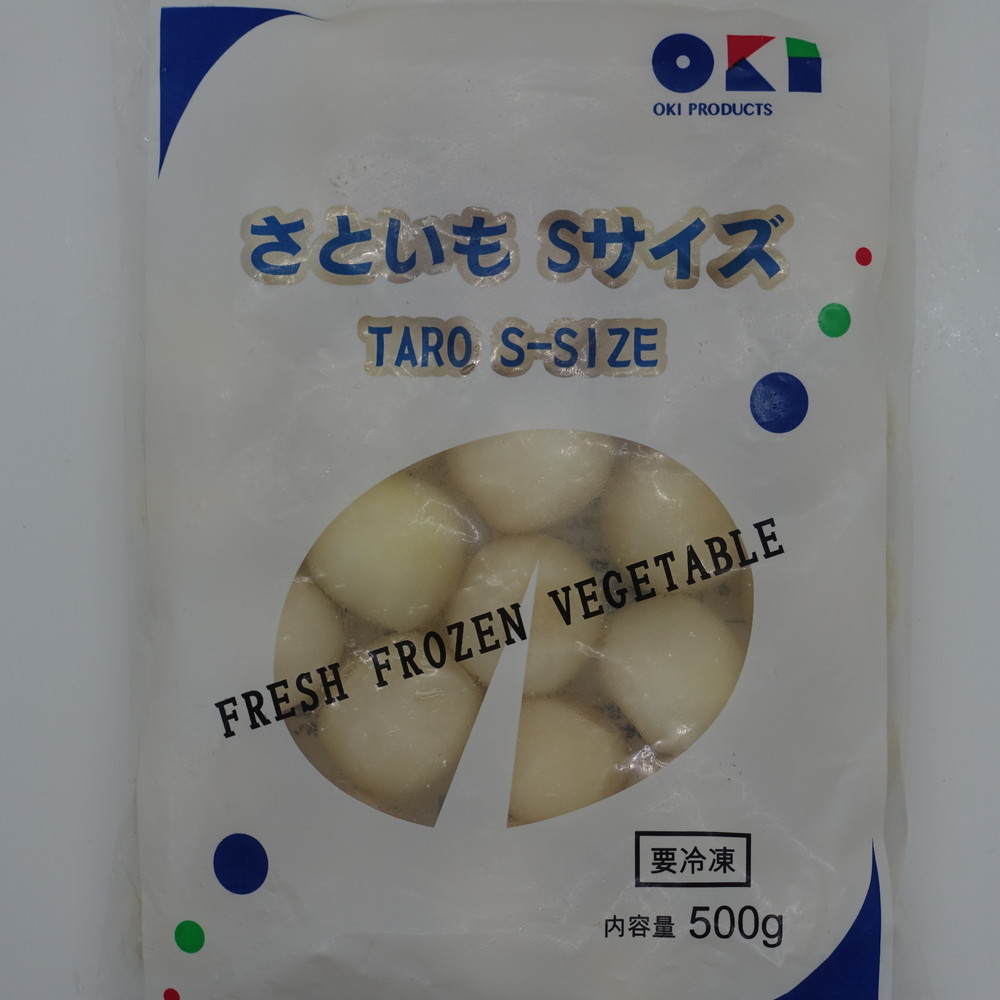 OKI
OKI PRODUCTS
さといも Sサイズ
TARO S-SIZE
FRESH FROZEN VEGETABLE
要冷凍
内容量 500g